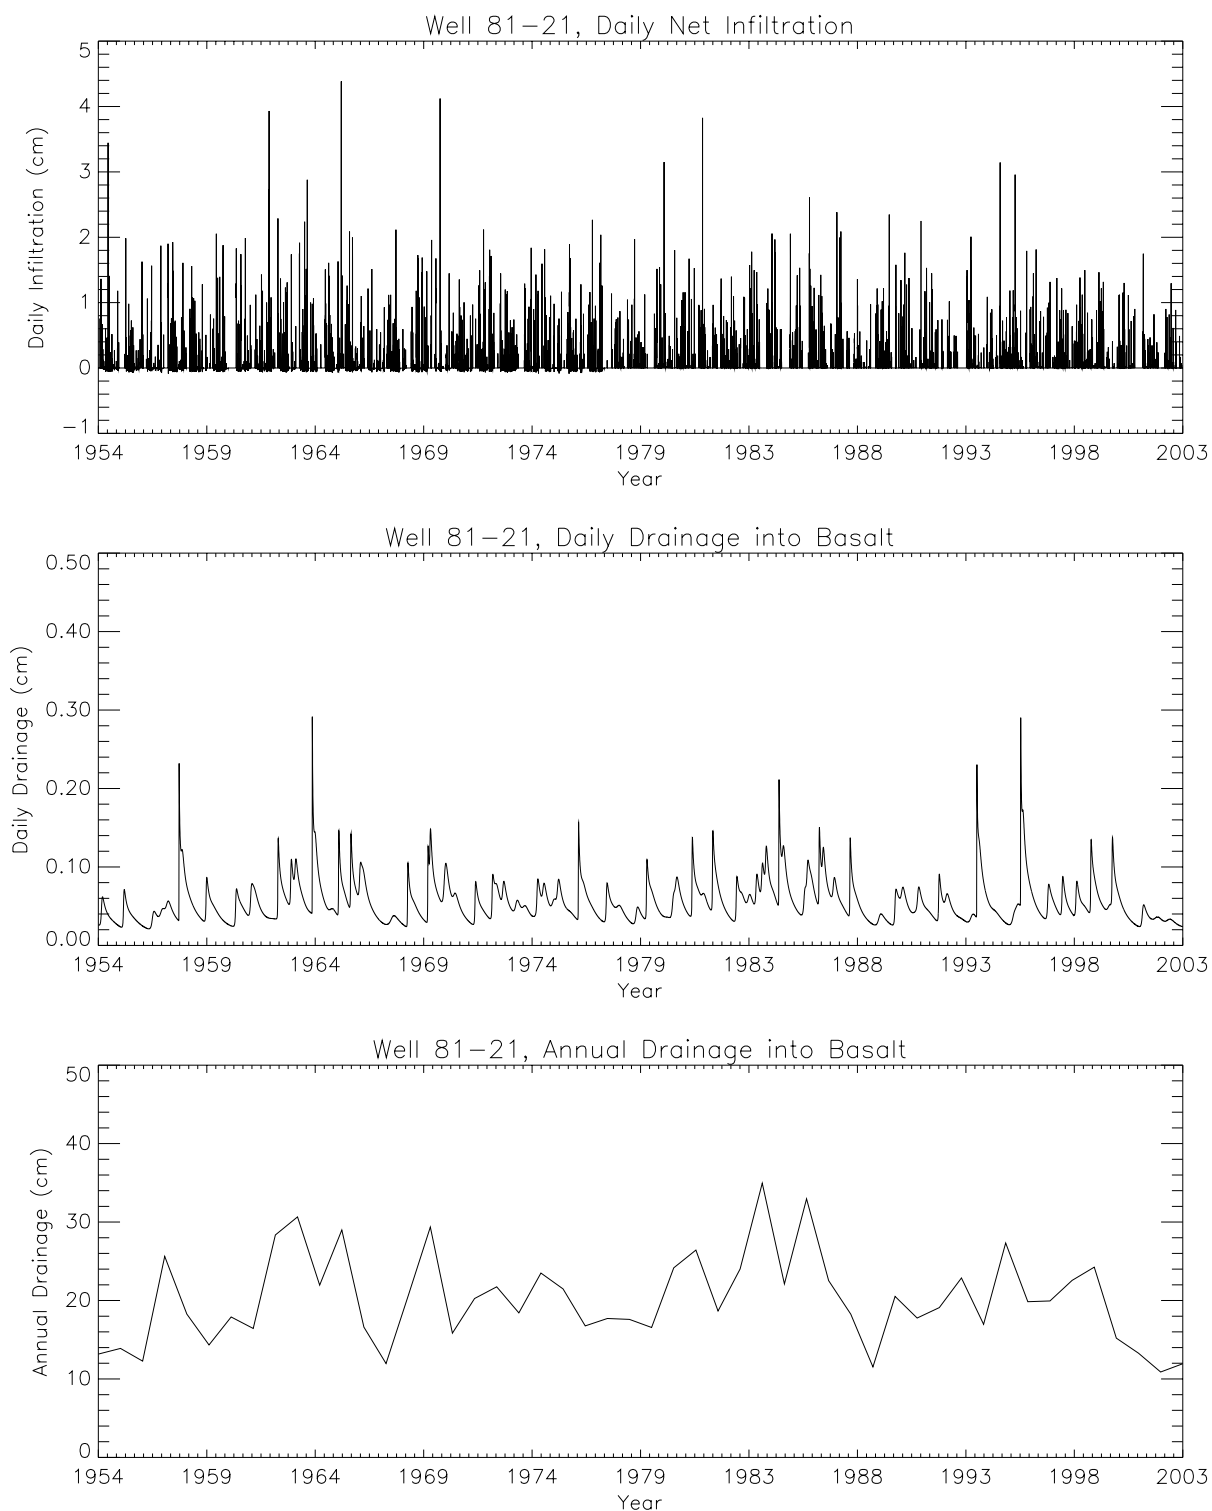 Well 81-21, Daily Net Infiltration
Daily Infiltration (cm)
5
4
3
2
1
0
-1
1954 1959 1964 1969 1974 1979 1983 1988 1993 1998 2003
Year
Well 81-21, Daily Drainage into Basalt
Daily Drainage (cm)
0.50
0.40
0.30
0.20
0.10
0.00
1954 1959 1964 1969 1974 1979 1983 1988 1993 1998 2003
Year
Well 81-21, Annual Drainage into Basalt
Annual Drainage (cm)
50
40
30
20
10
0
1954 1959 1964 1969 1974 1979 1983 1988 1993 1998 2003
Year